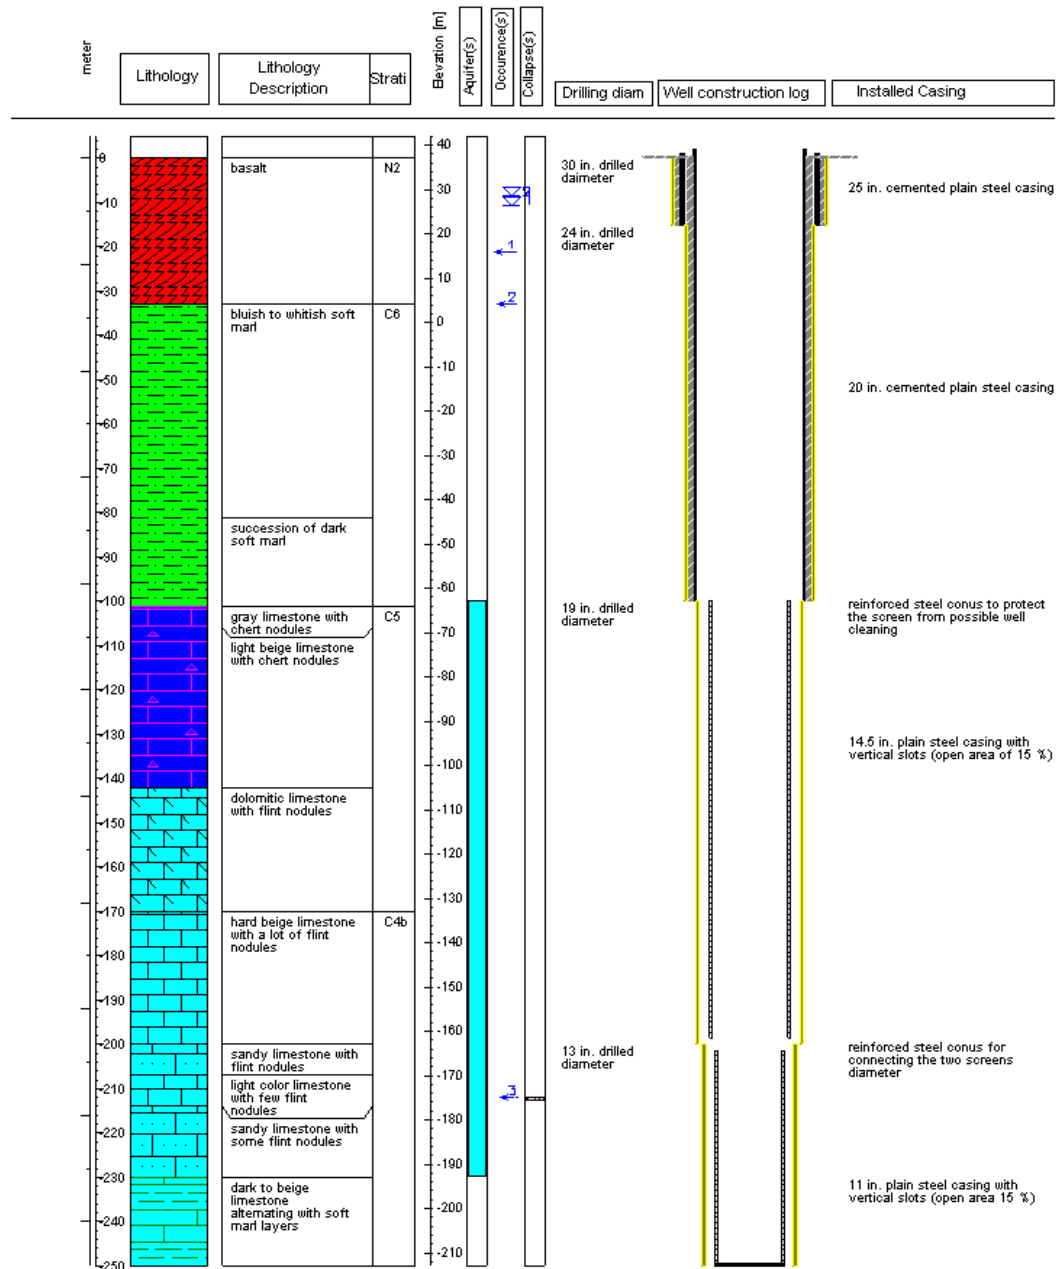 meter
Lithology
Lithology
Description
Strati
Elevation [m]
Aquifer(s)
Occurence(s)
Collapse(s)
Drilling diam
Well construction log
Installed Casing
0
-10
-20
-30
-40
-50
-60
-70
-80
-90
-100
-110
-120
-130
-140
-150
-160
-170
-180
-190
-200
-210
-220
-230
-240
-250
basalt
N2
bluish to whitish soft
marl
C6
succession of dark
soft marl
gray limestone with
chert nodules
C5
light beige limestone
with chert nodules
dolomitic limestone
with flint nodules
hard beige limestone
with a lot of flint
nodules
C4b
sandy limestone with
flint nodules
light color limestone
with few flint
nodules
sandy limestone with
some flint nodules
dark to beige
limestone
alternating with soft
marl layers
40
30
20
10
0
-10
-20
-30
-40
-50
-60
-70
-80
-90
-100
-110
-120
-130
-140
-150
-160
-170
-180
-190
-200
-210
1
2
3
30 in. drilled
daimeter
24 in. drilled
diameter
19 in. drilled
diameter
13 in. drilled
diameter
25 in. cemented plain steel casing
20 in. cemented plain steel casing
reinforced steel conus to protect
the screen from possible well
cleaning
14.5 in. plain steel casing with
vertical slots (open area of 15 %)
reinforced steel conus for
connecting the two screens
diameter
11 in. plain steel casing with
vertical slots (open area 15 %)